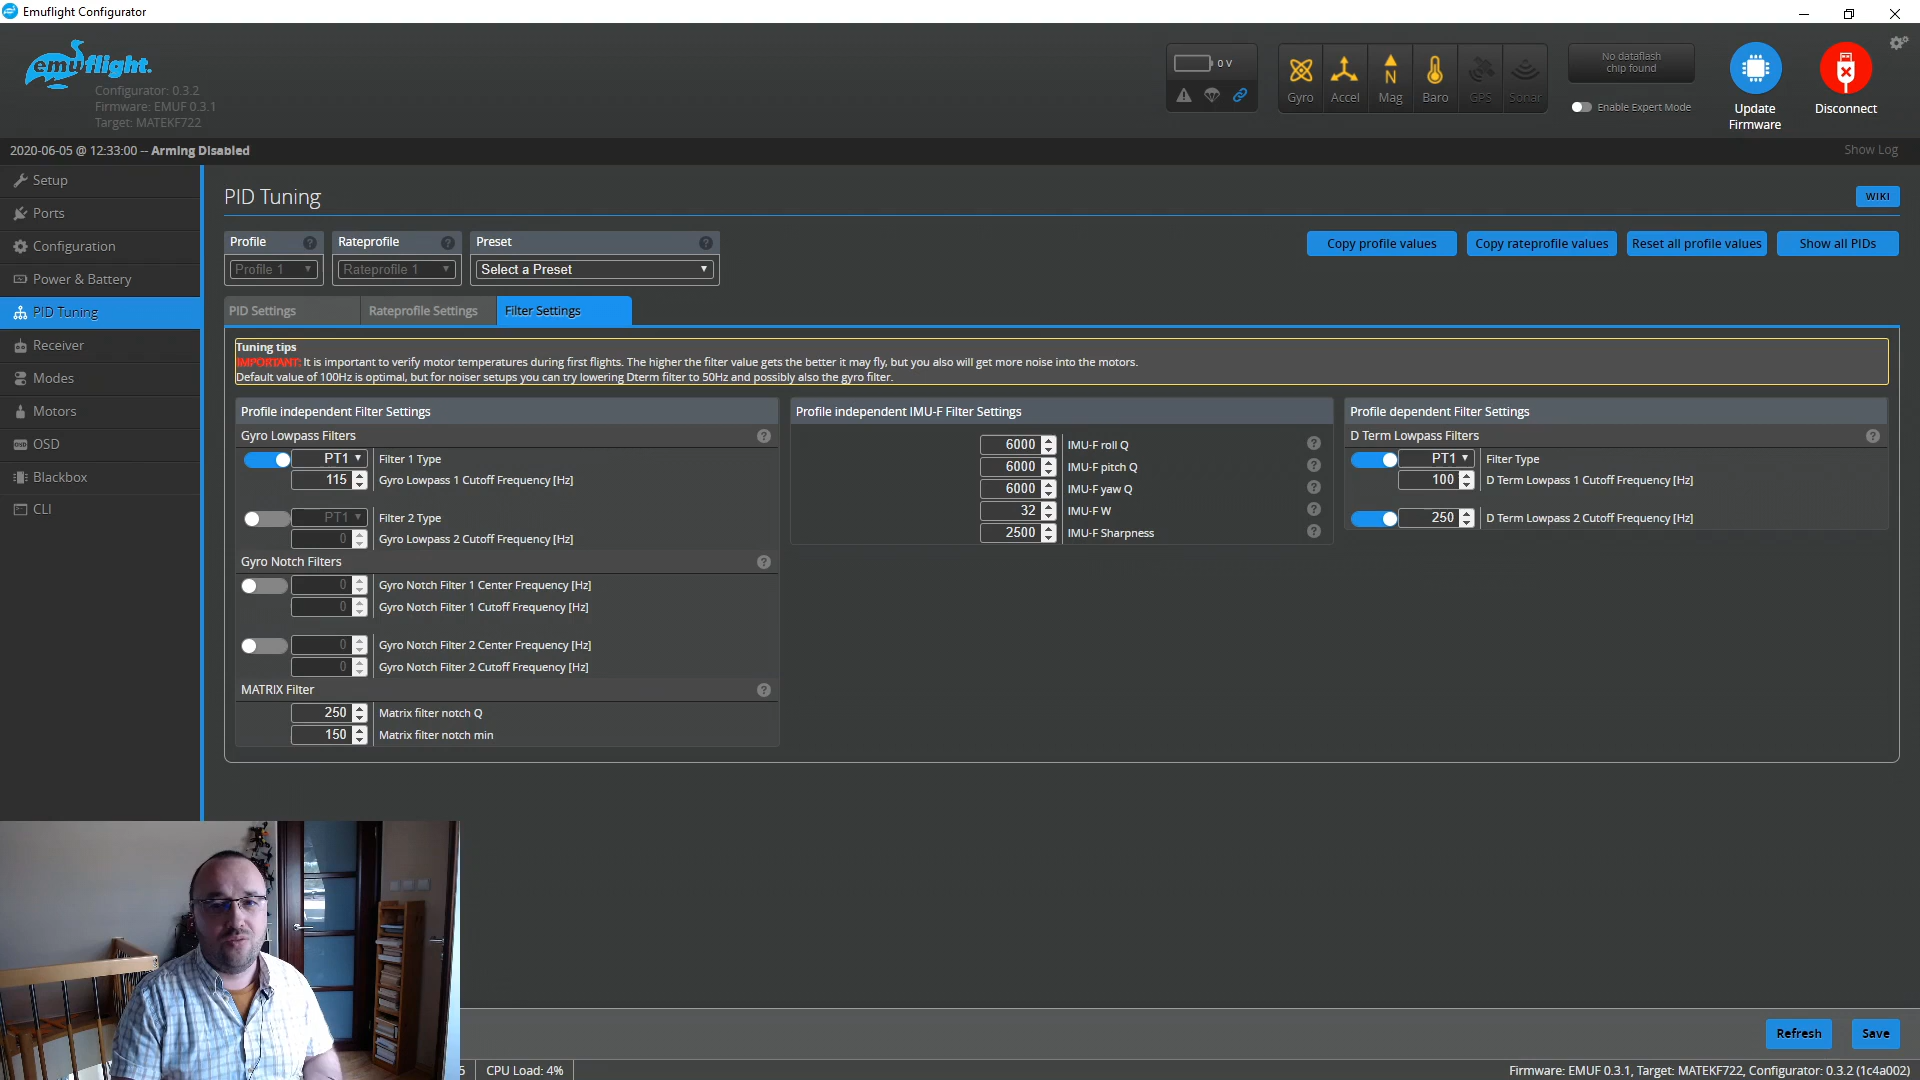 Emuflight Configurator
emuflight.
Configurator: 0.3.2
Firmware: EMUF 0.3.1
Target: MATEKF722
0 V
Gyro Accel Mag Baro GPS Sonar
No dataflash
chip found
Enable Expert Mode
Update
Firmware
Disconnect
2020-06-05 @ 12:33:00 -- Arming Disabled
Show Log
Setup
Ports
Configuration
Power & Battery
PID Tuning
Receiver
Modes
Motors
OSD
Blackbox
CLI
PID Tuning
WIKI
Profile
Profile 1
Rateprofile
Rateprofile 1
Preset
Select a Preset
Copy profile values
Copy rateprofile values
Reset all profile values
Show all PIDs
PID Settings
Rateprofile Settings
Filter Settings
Tuning tips
IMPORTANT: It is important to verify motor temperatures during first flights. The higher the filter value gets the better it may fly, but you also will get more noise into the motors.
Default value of 100Hz is optimal, but for noiser setups you can try lowering Dterm filter to 50Hz and possibly also the gyro filter.
Profile independent Filter Settings
Gyro Lowpass Filters
PT1 Filter 1 Type
115 Gyro Lowpass 1 Cutoff Frequency [Hz]
PT1 Filter 2 Type
0 Gyro Lowpass 2 Cutoff Frequency [Hz]
Gyro Notch Filters
0 Gyro Notch Filter 1 Center Frequency [Hz]
0 Gyro Notch Filter 1 Cutoff Frequency [Hz]
0 Gyro Notch Filter 2 Center Frequency [Hz]
0 Gyro Notch Filter 2 Cutoff Frequency [Hz]
MATRIX Filter
250 Matrix filter notch Q
150 Matrix filter notch min
Profile independent IMU-F Filter Settings
6000 IMU-F roll Q
6000 IMU-F pitch Q
6000 IMU-F yaw Q
32 IMU-F W
2500 IMU-F Sharpness
Profile dependent Filter Settings
D Term Lowpass Filters
PT1 Filter Type
100 D Term Lowpass 1 Cutoff Frequency [Hz]
250 D Term Lowpass 2 Cutoff Frequency [Hz]
Refresh
Save
5 CPU Load: 4%
Firmware: EMUF 0.3.1, Target: MATEKF722, Configurator: 0.3.2 (1c4a002)